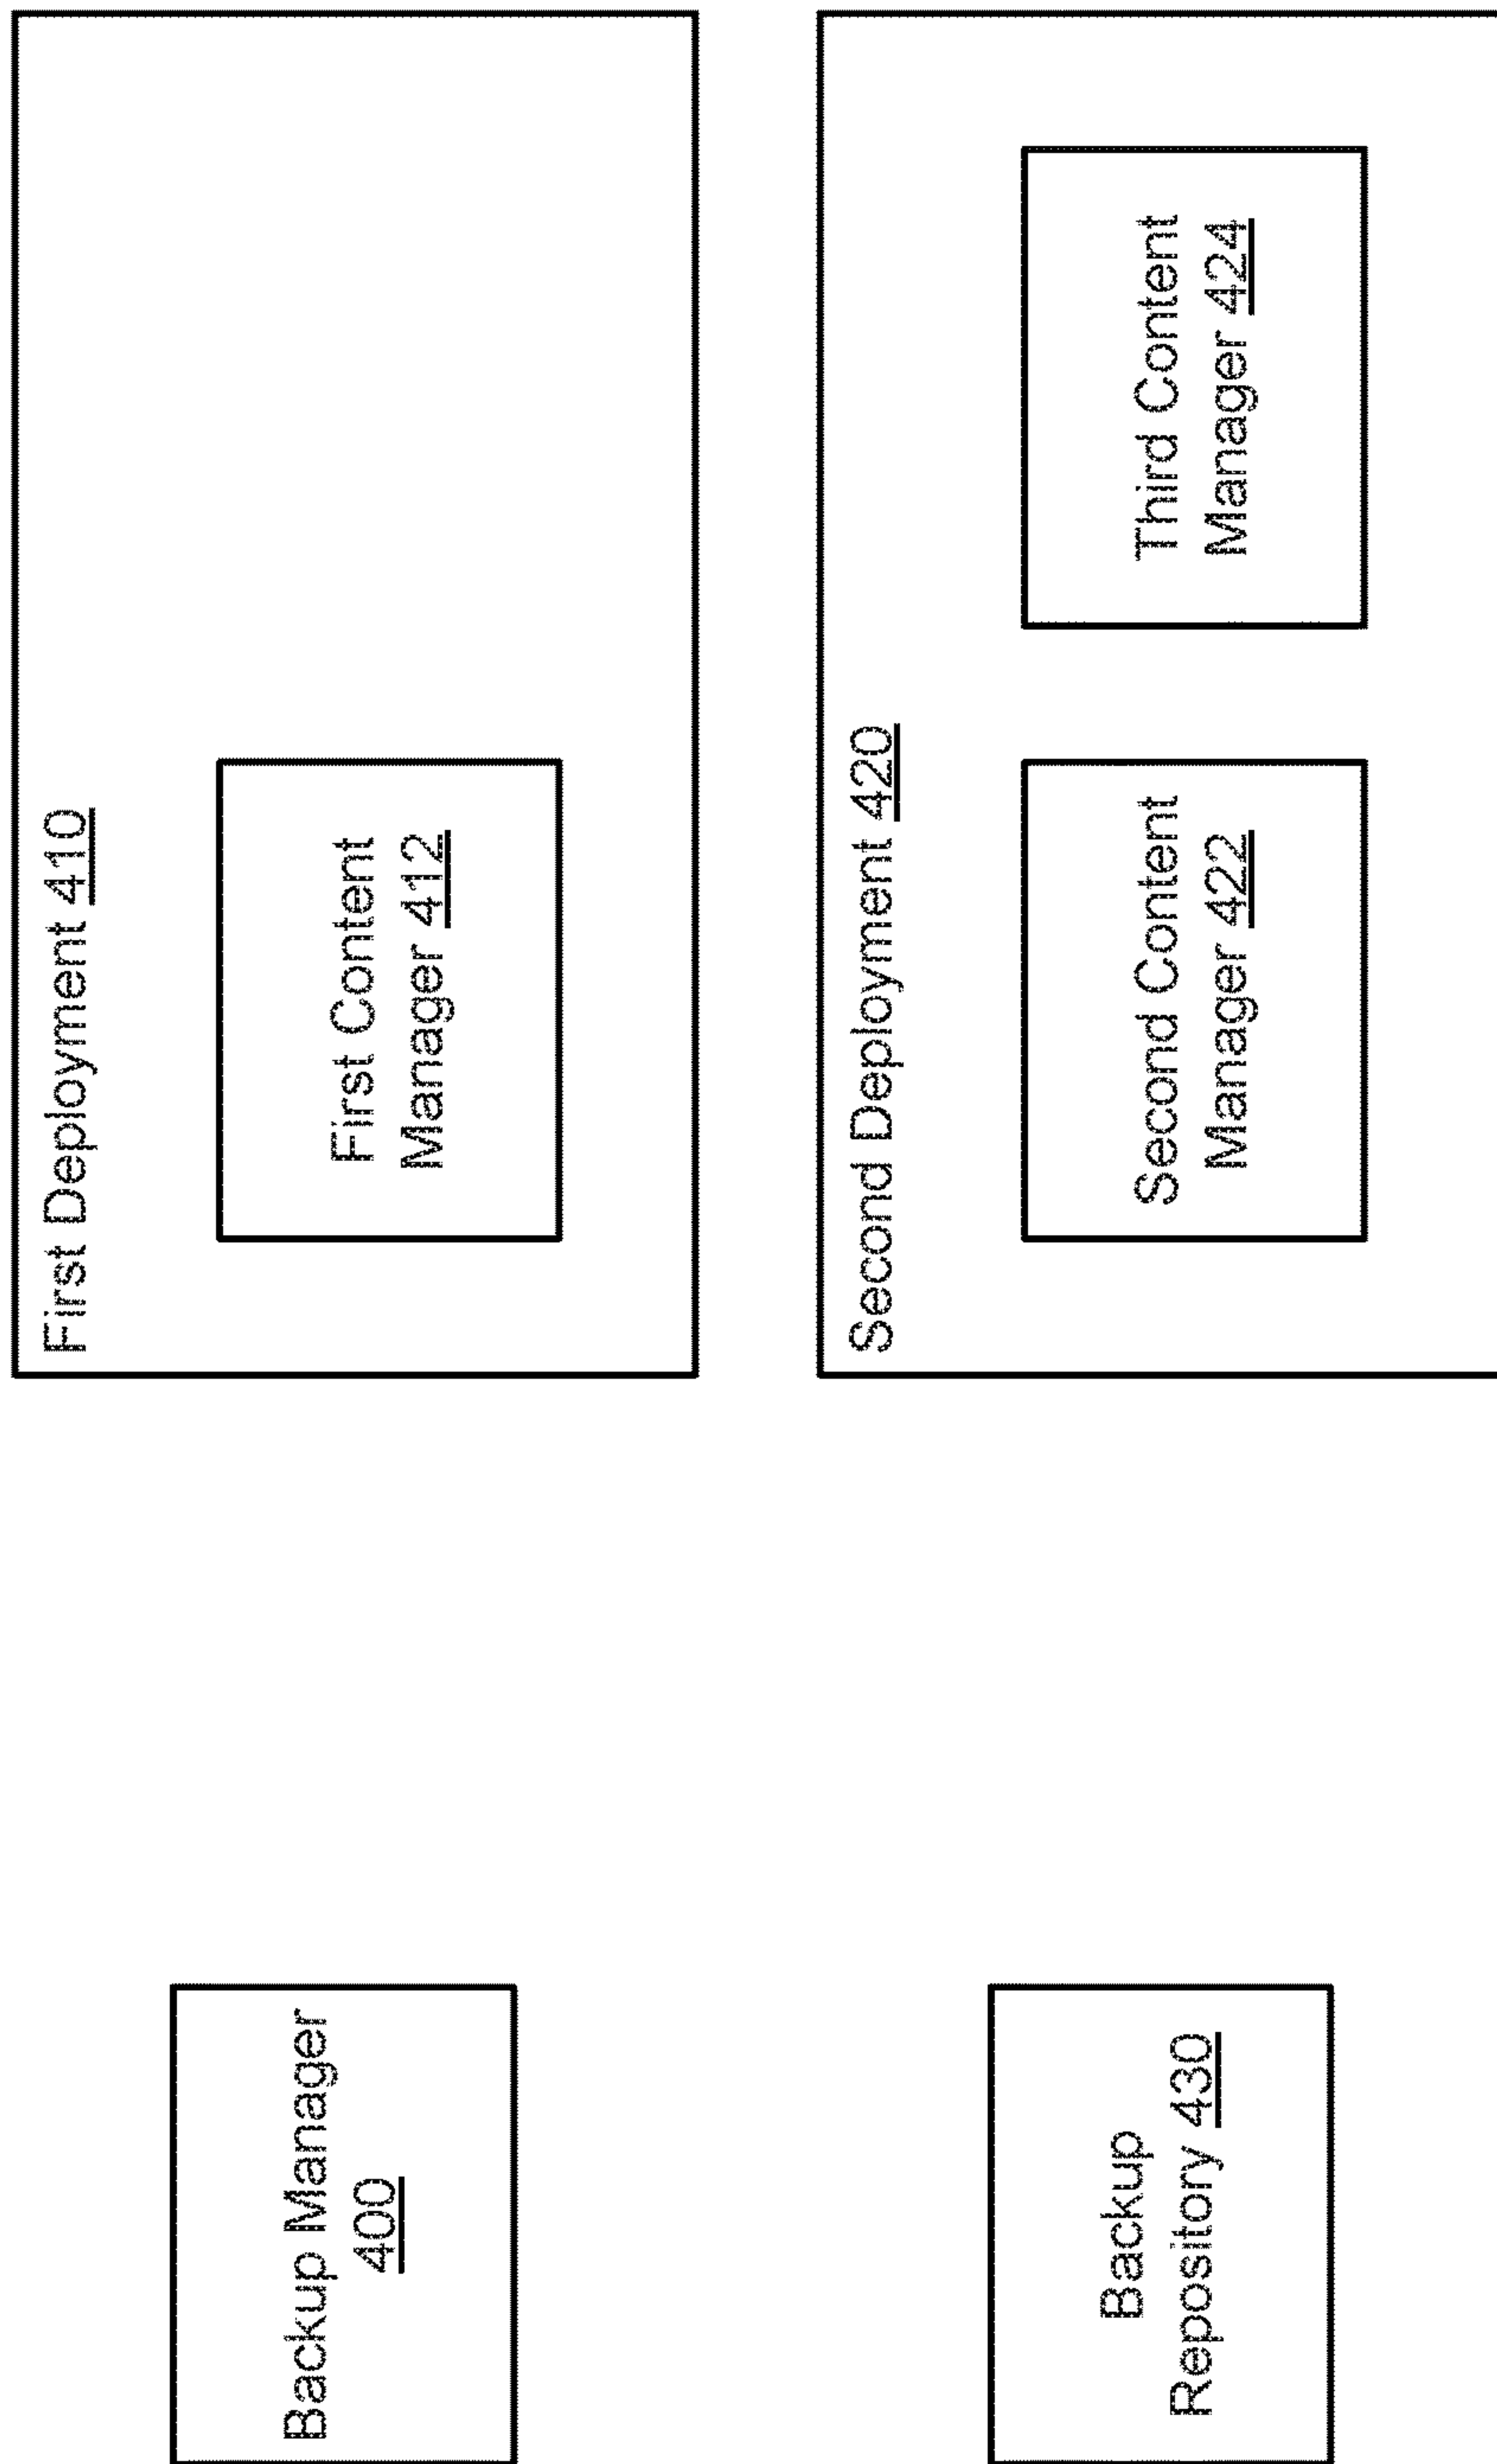 Backup Manager
400
First Deployment 410
First Content
Manager 412
Backup
Repository 430
Second Deployment 420
Second Content
Manager 422
Third Content
Manager 424